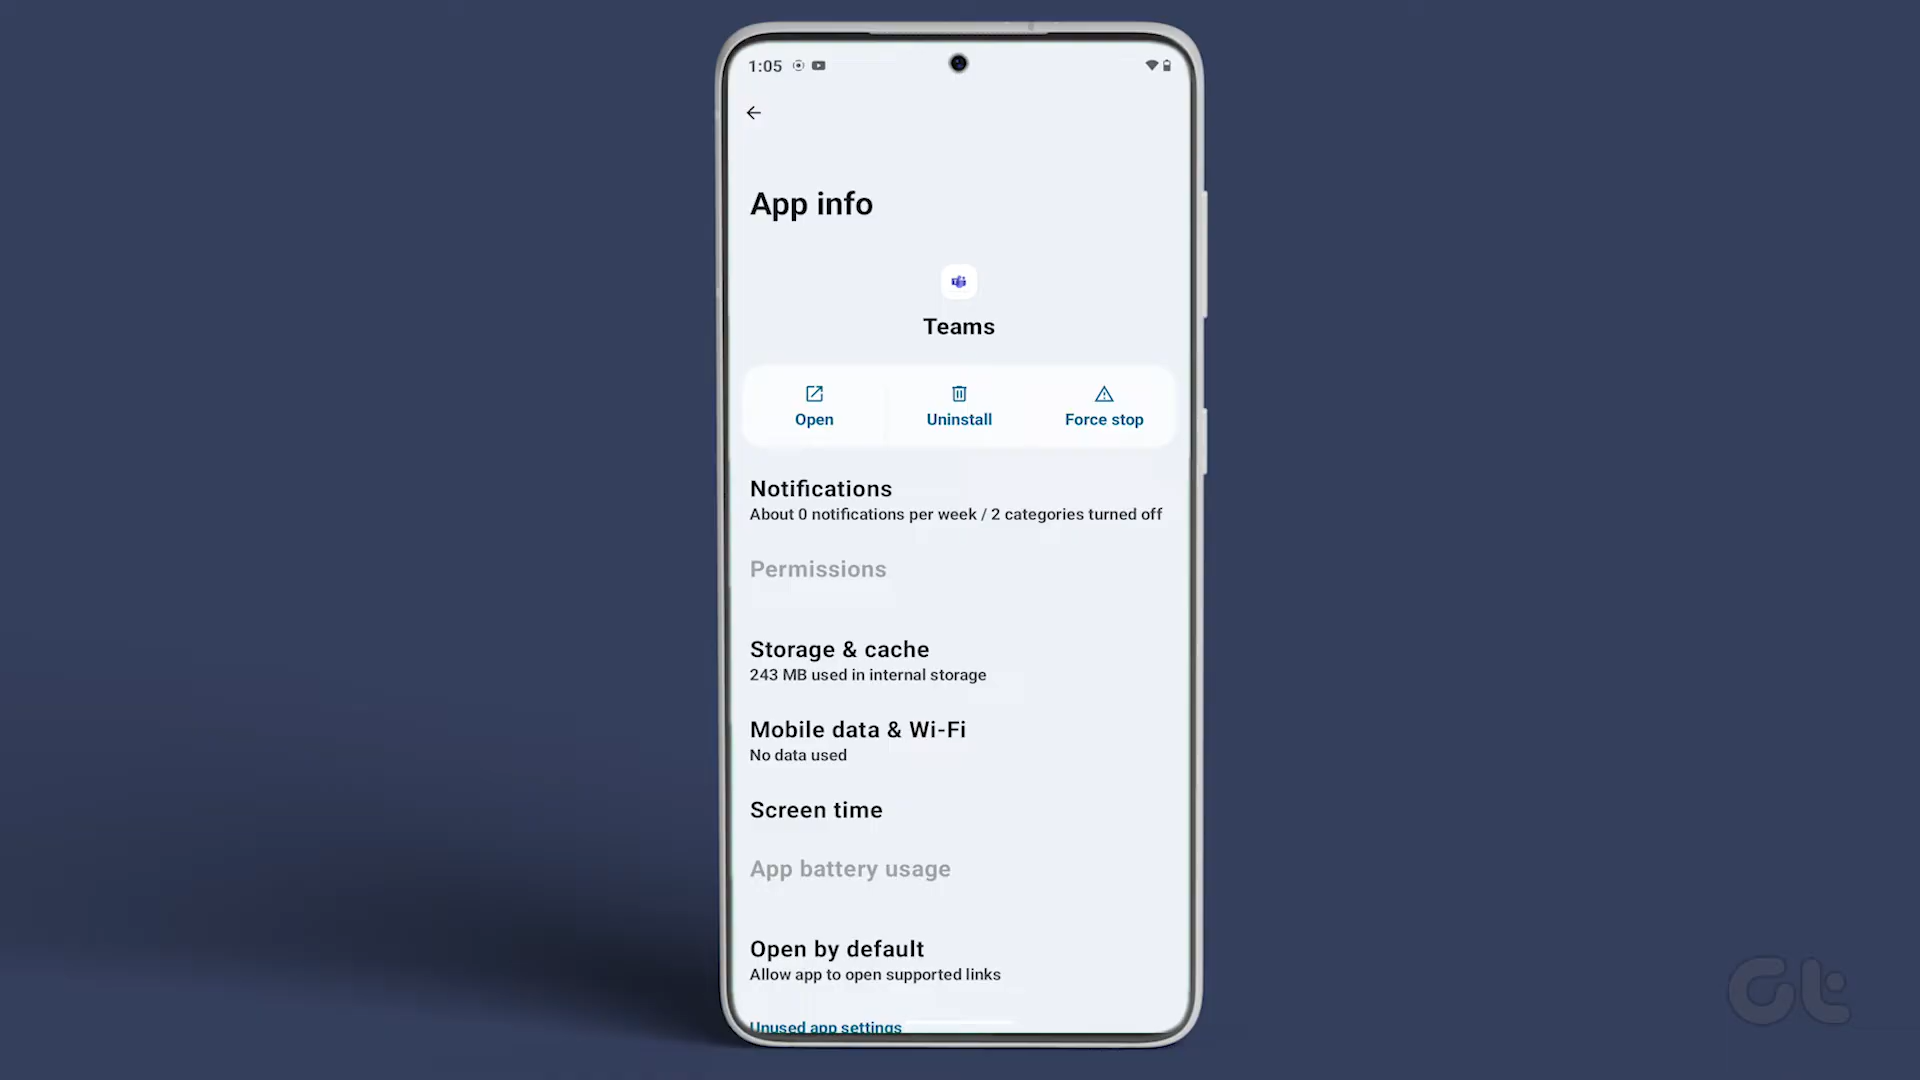 1:05
App info
Teams
Open
Uninstall
Force stop
Notifications
About 0 notifications per week / 2 categories turned off
Permissions
Storage & cache
243 MB used in internal storage
Mobile data & Wi-Fi
No data used
Screen time
App battery usage
Open by default
Allow app to open supported links
Unused app settings
Gt